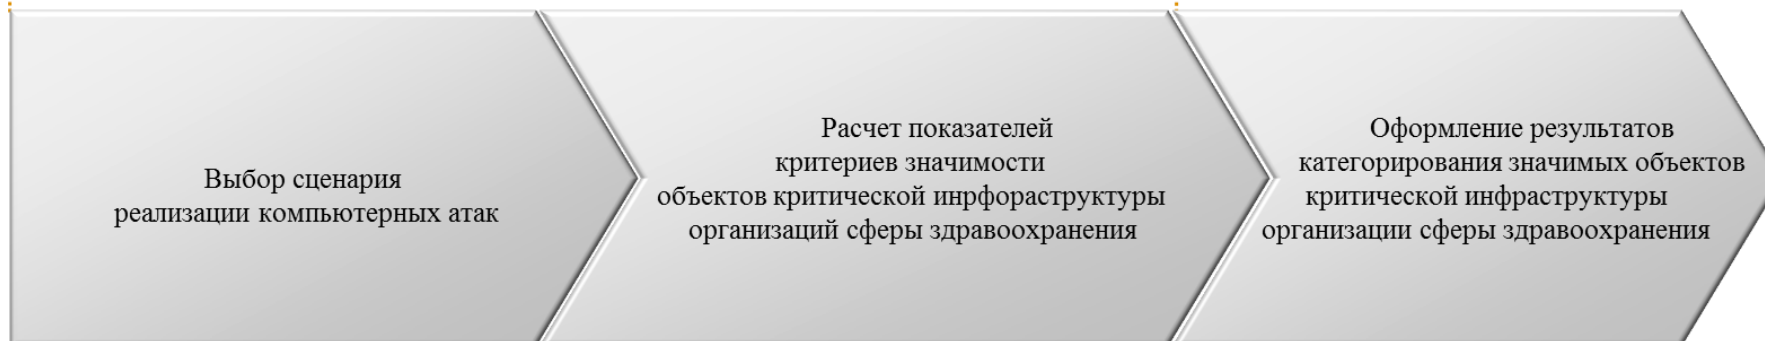 Выбор сценария
реализации компьютерных атак
Расчет показателей
критериев значимости
объектов критической инрфораструктуры
организаций сферы здравоохранения
Оформление результатов
категорирования значимых объектов
критической инфраструктуры
организации сферы здравоохранения